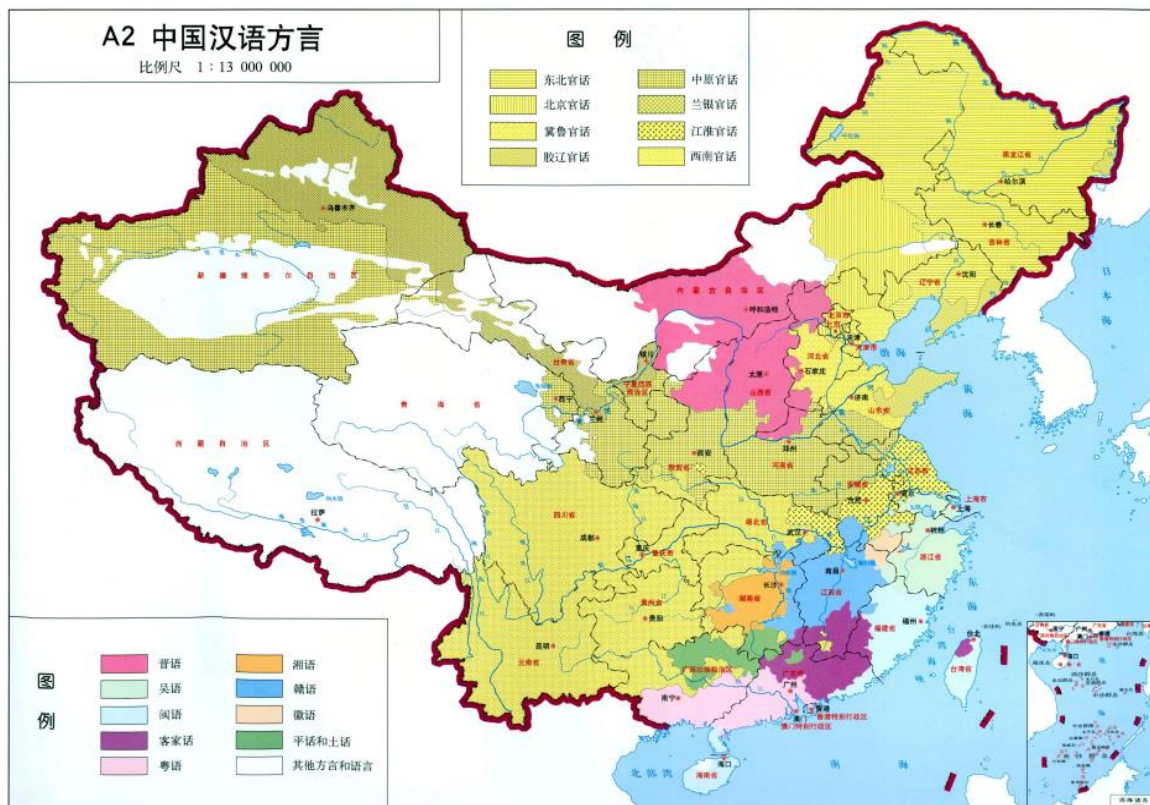 A2 中国汉语方言
比例尺 1:13 000 000
图 例
东北官话
中原官话
北京官话
兰银官话
冀鲁官话
江淮官话
胶辽官话
西南官话
黑龙江省
哈尔滨
长春
吉林省
沈阳
辽宁省
乌鲁木齐
新疆维吾尔自治区
内蒙古自治区
呼和浩特
北京市
北京
天津
天津市
河北省
石家庄
太原
山西省
济南
山东省
渤海
黄海
日本海
甘肃省
银川
宁夏回族
自治区
西宁
兰州
青海省
西藏自治区
拉萨
西安
陕西省
郑州
河南省
安徽省
合肥
江苏省
南京
上海市
上海
杭州
浙江省
东海
四川省
成都
重庆
重庆市
湖北省
武汉
长沙
湖南省
南昌
江西省
贵州省
贵阳
福建省
福州
台北
台湾省
昆明
云南省
广西壮族自治区
南宁
广东省
广州
香港
香港特别行政区
澳门
澳门特别行政区
北部湾
海口
海南省
南海
图例
晋语
湘语
吴语
赣语
闽语
徽语
客家话
平话和土话
粤语
其他方言和语言
南海诸岛